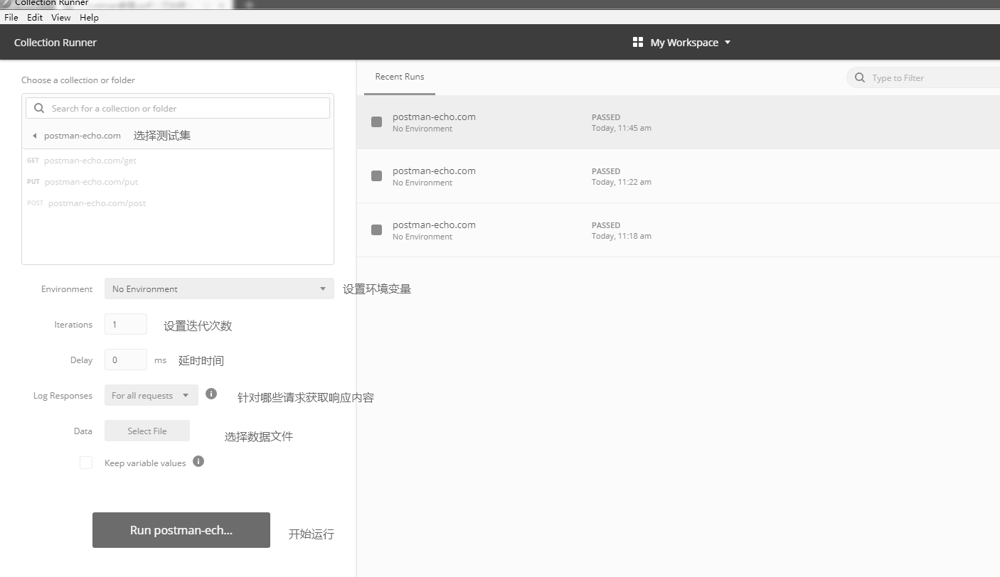 Collection Runner
File Edit View Help
Collection Runner
My Workspace
Choose a collection or folder
Search for a collection or folder
postman-echo.com 选择测试集
GET postman-echo.com/get
PUT postman-echo.com/put
POST postman-echo.com/post
Environment No Environment 设置环境变量
Iterations 1 设置迭代次数
Delay 0 ms 延时时间
Log Responses For all requests 针对哪些请求获取响应内容
Data Select File 选择数据文件
Keep variable values
Run postman-ech... 开始运行
Recent Runs
Type to Filter
postman-echo.com PASSED
No Environment Today, 11:45 am
postman-echo.com PASSED
No Environment Today, 11:22 am
postman-echo.com PASSED
No Environment Today, 11:18 am